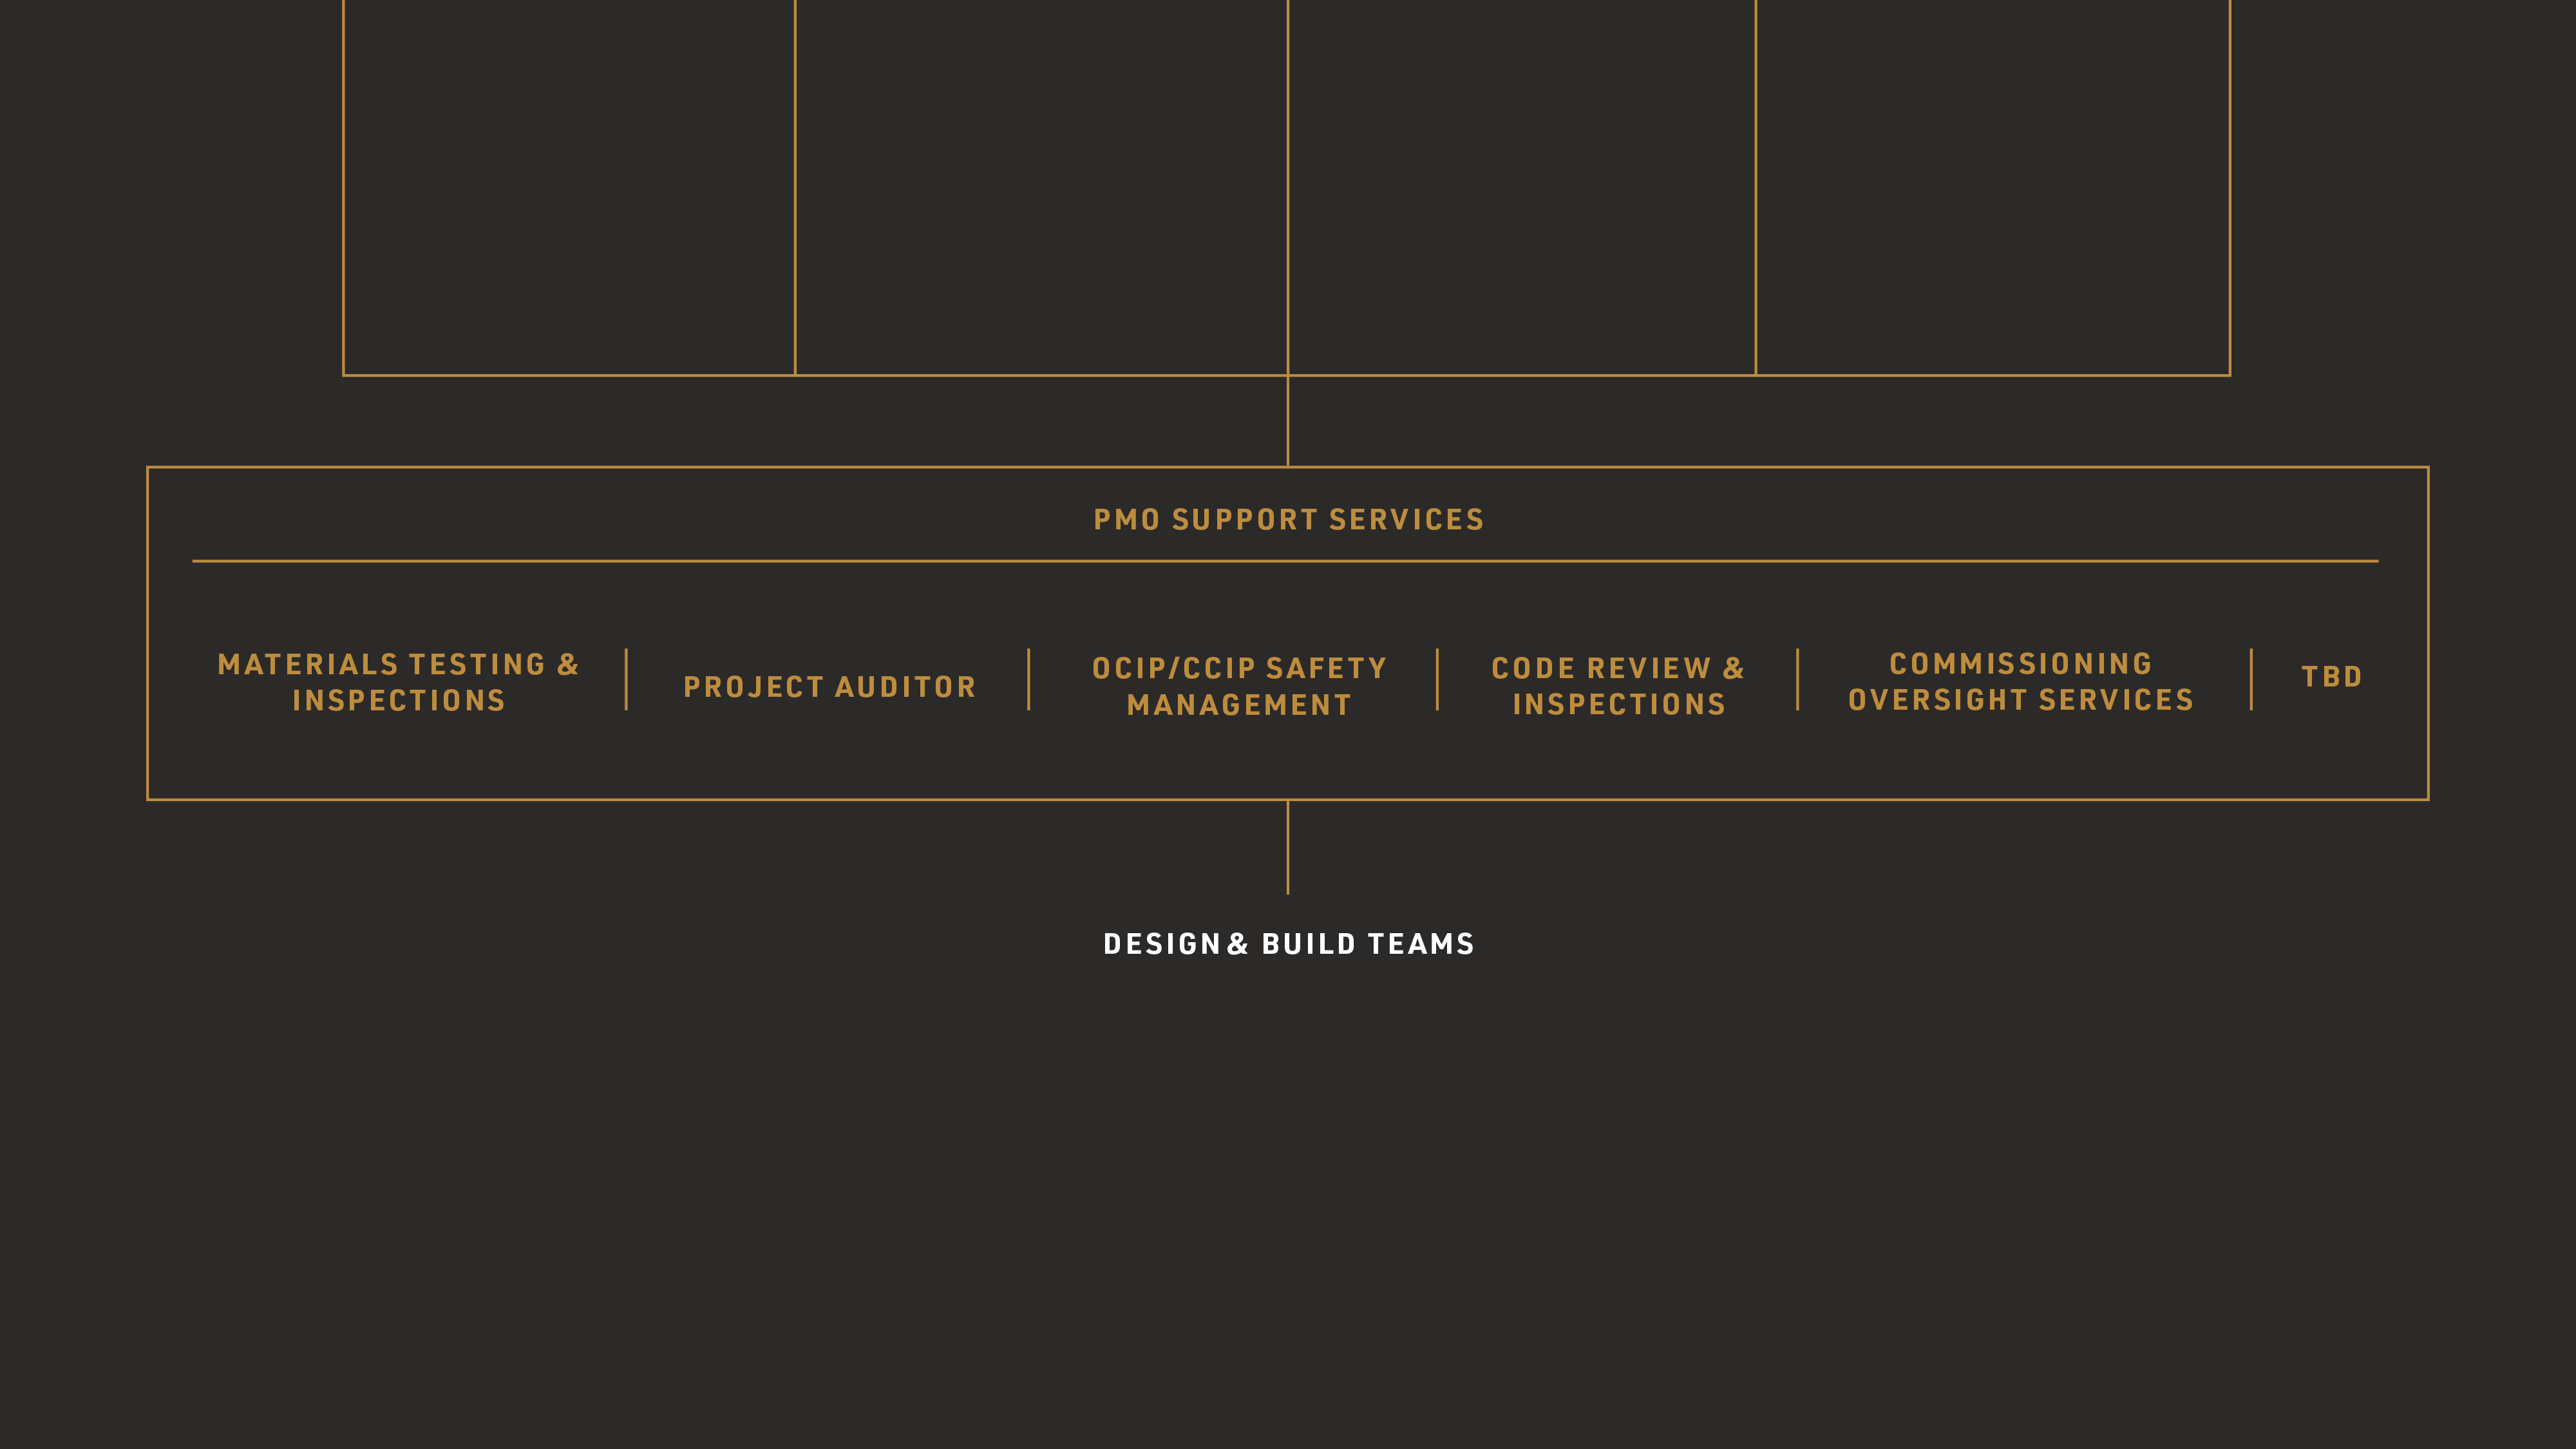 PMO SUPPORT SERVICES
MATERIALS TESTING &
INSPECTIONS
PROJECT AUDITOR
OCIP/CCIP SAFETY
MANAGEMENT
CODE REVIEW &
INSPECTIONS
COMMISSIONING
OVERSIGHT SERVICES
TBD
DESIGN & BUILD TEAMS